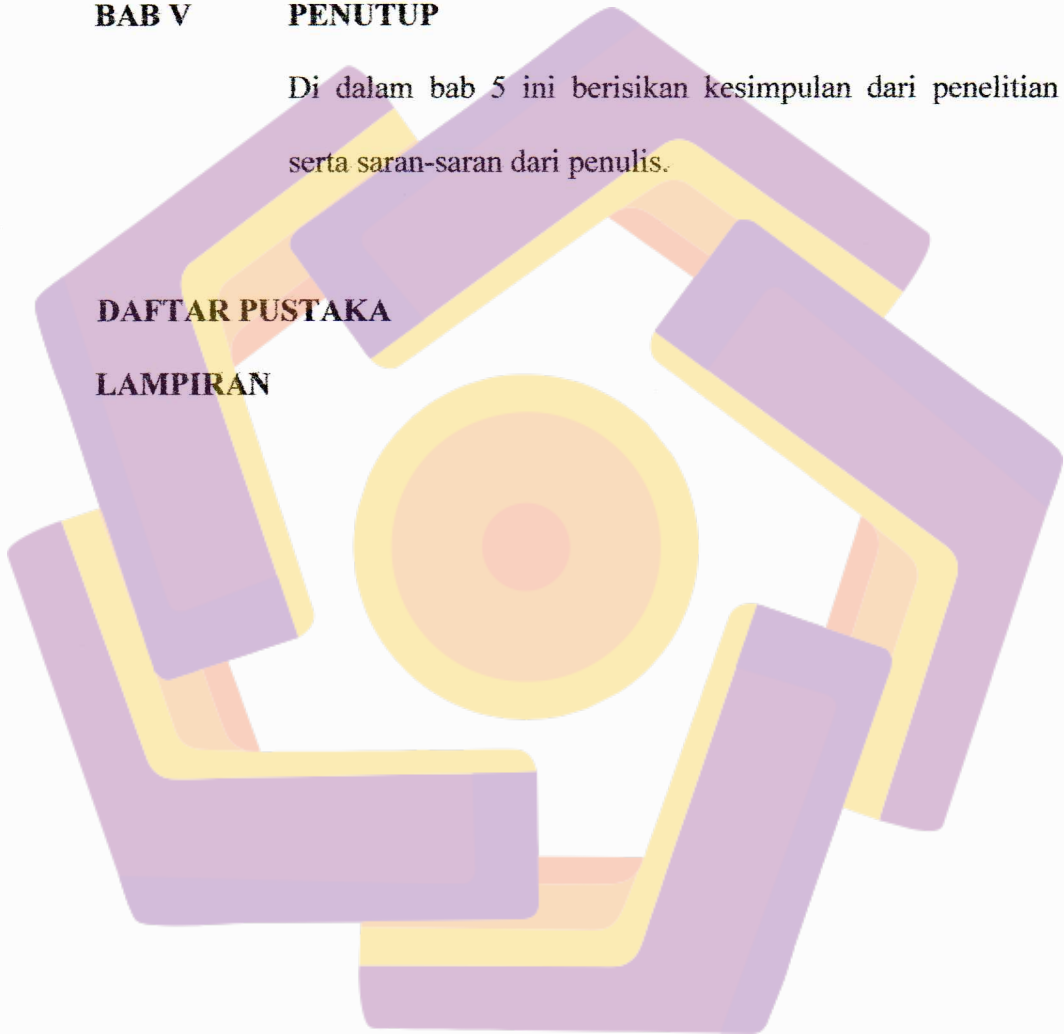 BAB V PENUTUP
Di dalam bab 5 ini berisikan kesimpulan dari penelitian
serta saran-saran dari penulis.
DAFTAR PUSTAKA
LAMPIRAN